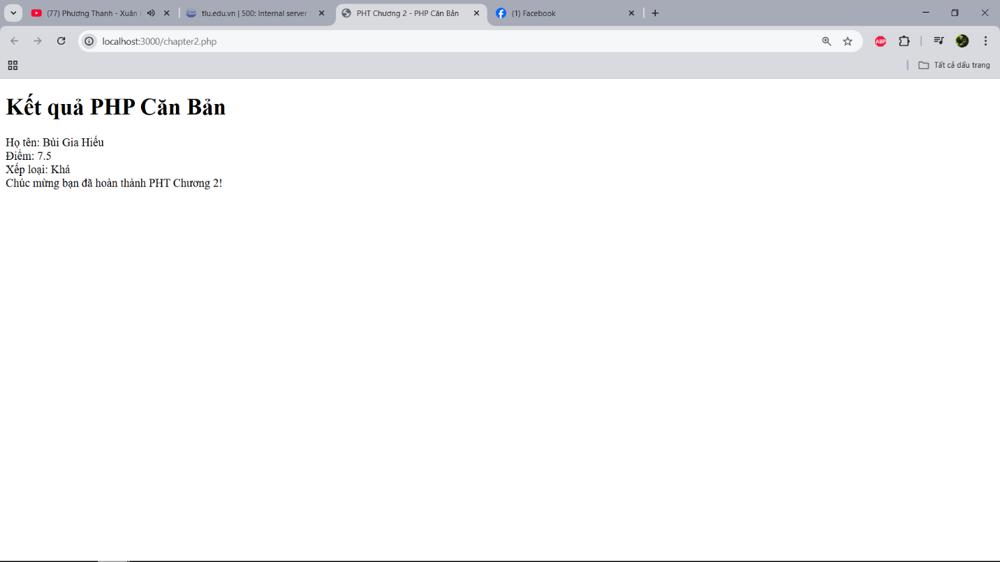 (77) Phương Thanh - Xuân
tlu.edu.vn | 500: Internal server
PHT Chương 2 - PHP Căn Bản
(1) Facebook
localhost:3000/chapter2.php
ABP
Tất cả dấu trang
Kết quả PHP Căn Bản
Họ tên: Bùi Gia Hiếu
Điểm: 7.5
Xếp loại: Khá
Chúc mừng bạn đã hoàn thành PHT Chương 2!